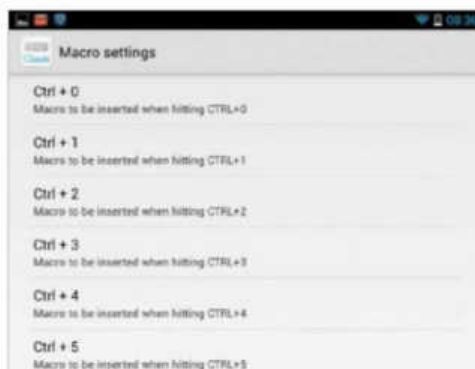 08:36
Macro settings
Ctrl + 0
Macro to be inserted when hitting CTRL+0
Ctrl + 1
Macro to be inserted when hitting CTRL+1
Ctrl + 2
Macro to be inserted when hitting CTRL+2
Ctrl + 3
Macro to be inserted when hitting CTRL+3
Ctrl + 4
Macro to be inserted when hitting CTRL+4
Ctrl + 5
Macro to be inserted when hitting CTRL+5